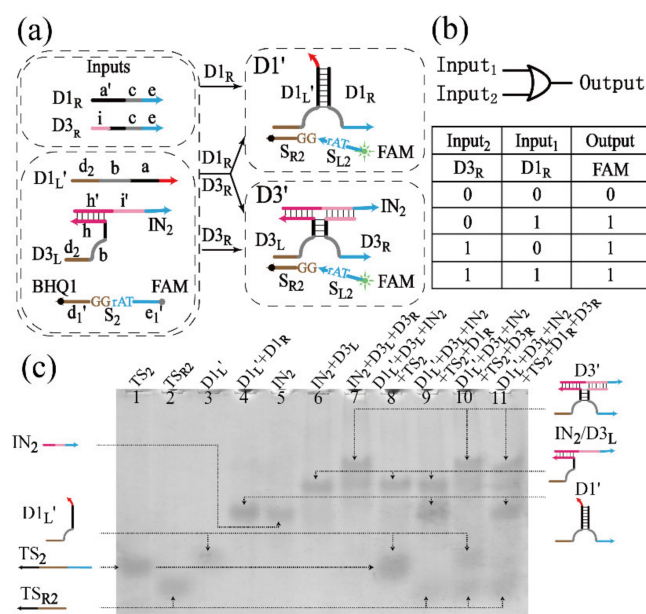 (a)
Inputs
a' c e
D1R
i c e
D3R
d2 b a
D1L'
h' i'
IN2
h
D3L d2 b
BHQ1 FAM
GGrAT
d1' S2 e1'
D1R
D1R
D3R
D3R
D1'
D1L' D1R
GG rAT
SR2 SL2 FAM
D3'
IN2
D3L D3R
GG rAT
SR2 SL2 FAM
(b)
Input1
Input2
Output
Input2 Input1 Output
D3R D1R FAM
0 0 0
0 1 1
1 0 1
1 1 1
(c)
TS2
TSR2
D1L'
D1L'+D1R
IN2
IN2+D3L
IN2+D3L+D3R
D1L'+D3L+IN2
+TS2
D1L'+D3L+IN2
+TS2+D1R
D1L'+D3L+IN2
+TS2+D3R
D1L'+D3L+IN2
+TS2+D1R+D3R
1 2 3 4 5 6 7 8 9 10 11
IN2
D1L'
TS2
TSR2
D3'
IN2/D3L
D1'